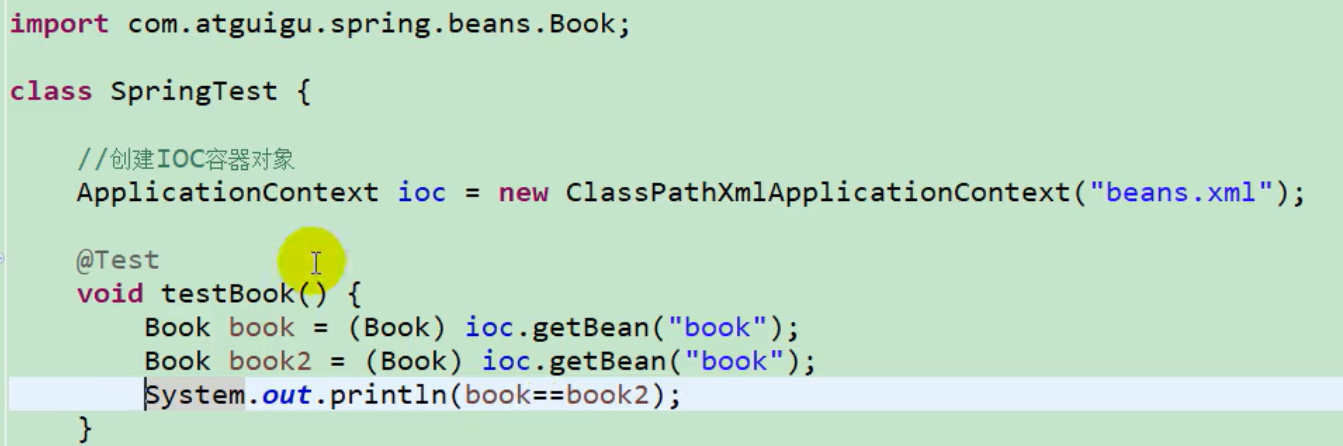 import com.atguigu.spring.beans.Book;
class SpringTest {
//创建IOC容器对象
ApplicationContext ioc = new ClassPathXmlApplicationContext("beans.xml");
@Test
void testBook() {
Book book = (Book) ioc.getBean("book");
Book book2 = (Book) ioc.getBean("book");
System.out.println(book==book2);
}